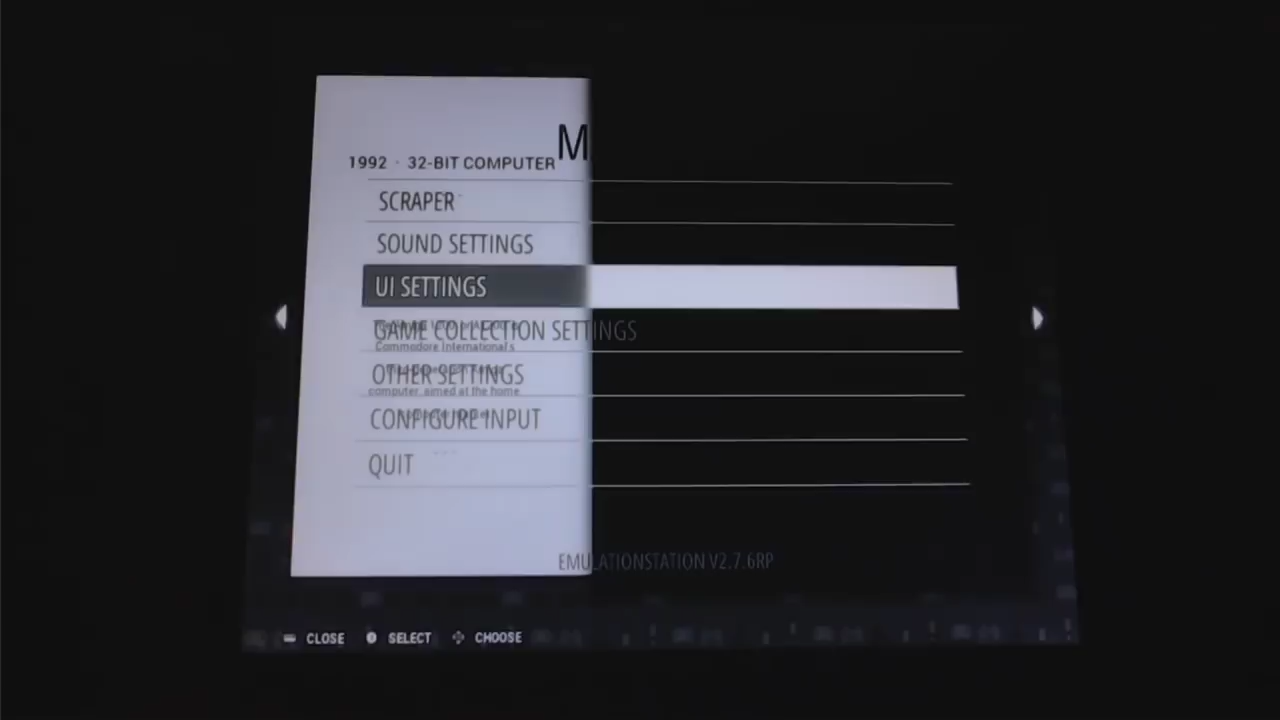 M
1992 · 32-BIT COMPUTER
SCRAPER
SOUND SETTINGS
UI SETTINGS
GAME COLLECTION SETTINGS
Commodore International's
OTHER SETTINGS
computer, aimed at the home
CONFIGURE INPUT
QUIT
EMULATIONSTATION V2.7.6RP
CLOSE SELECT CHOOSE